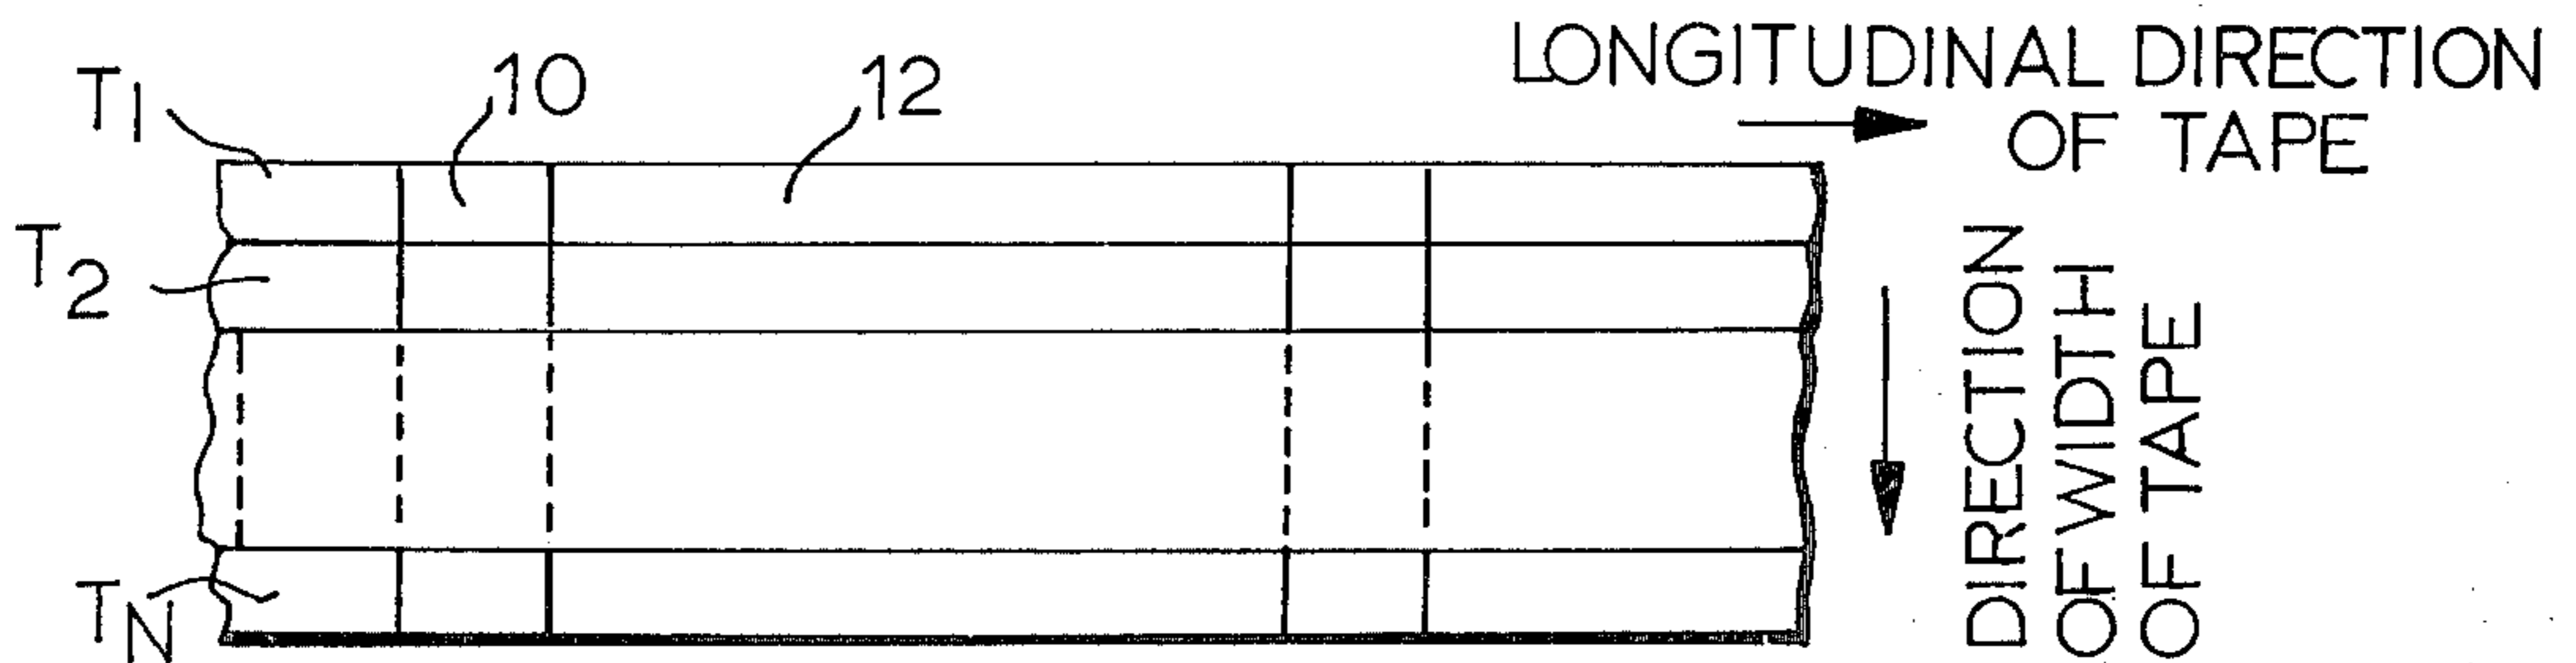 LONGITUDINAL DIRECTION
OF TAPE
T1
10
12
T2
TN
DIRECTION
OF WIDTH
OF TAPE